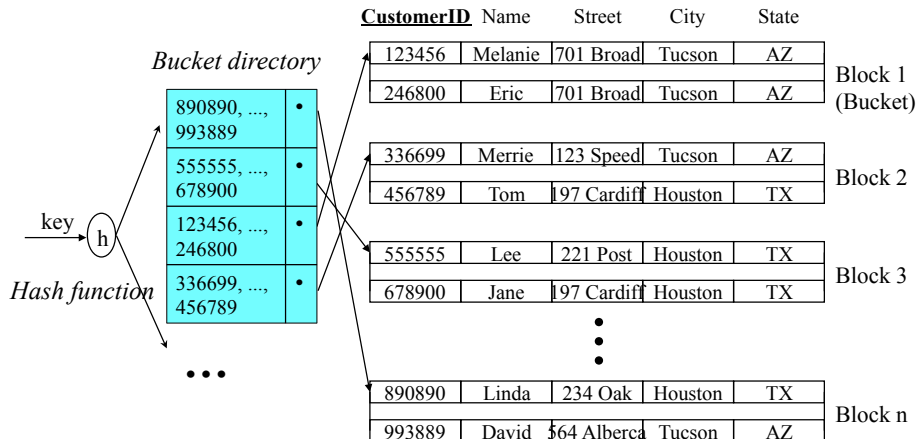 CustomerID Name Street City State
Bucket directory
890890, ...,
993889
555555, ...,
678900
123456, ...,
246800
336699, ...,
456789
key
h
Hash function
123456 Melanie 701 Broad Tucson AZ
246800 Eric 701 Broad Tucson AZ
Block 1
(Bucket)
336699 Merrie 123 Speed Tucson AZ
456789 Tom 197 Cardiff Houston TX
Block 2
555555 Lee 221 Post Houston TX
678900 Jane 197 Cardiff Houston TX
Block 3
890890 Linda 234 Oak Houston TX
993889 David 564 Alberca Tucson AZ
Block n